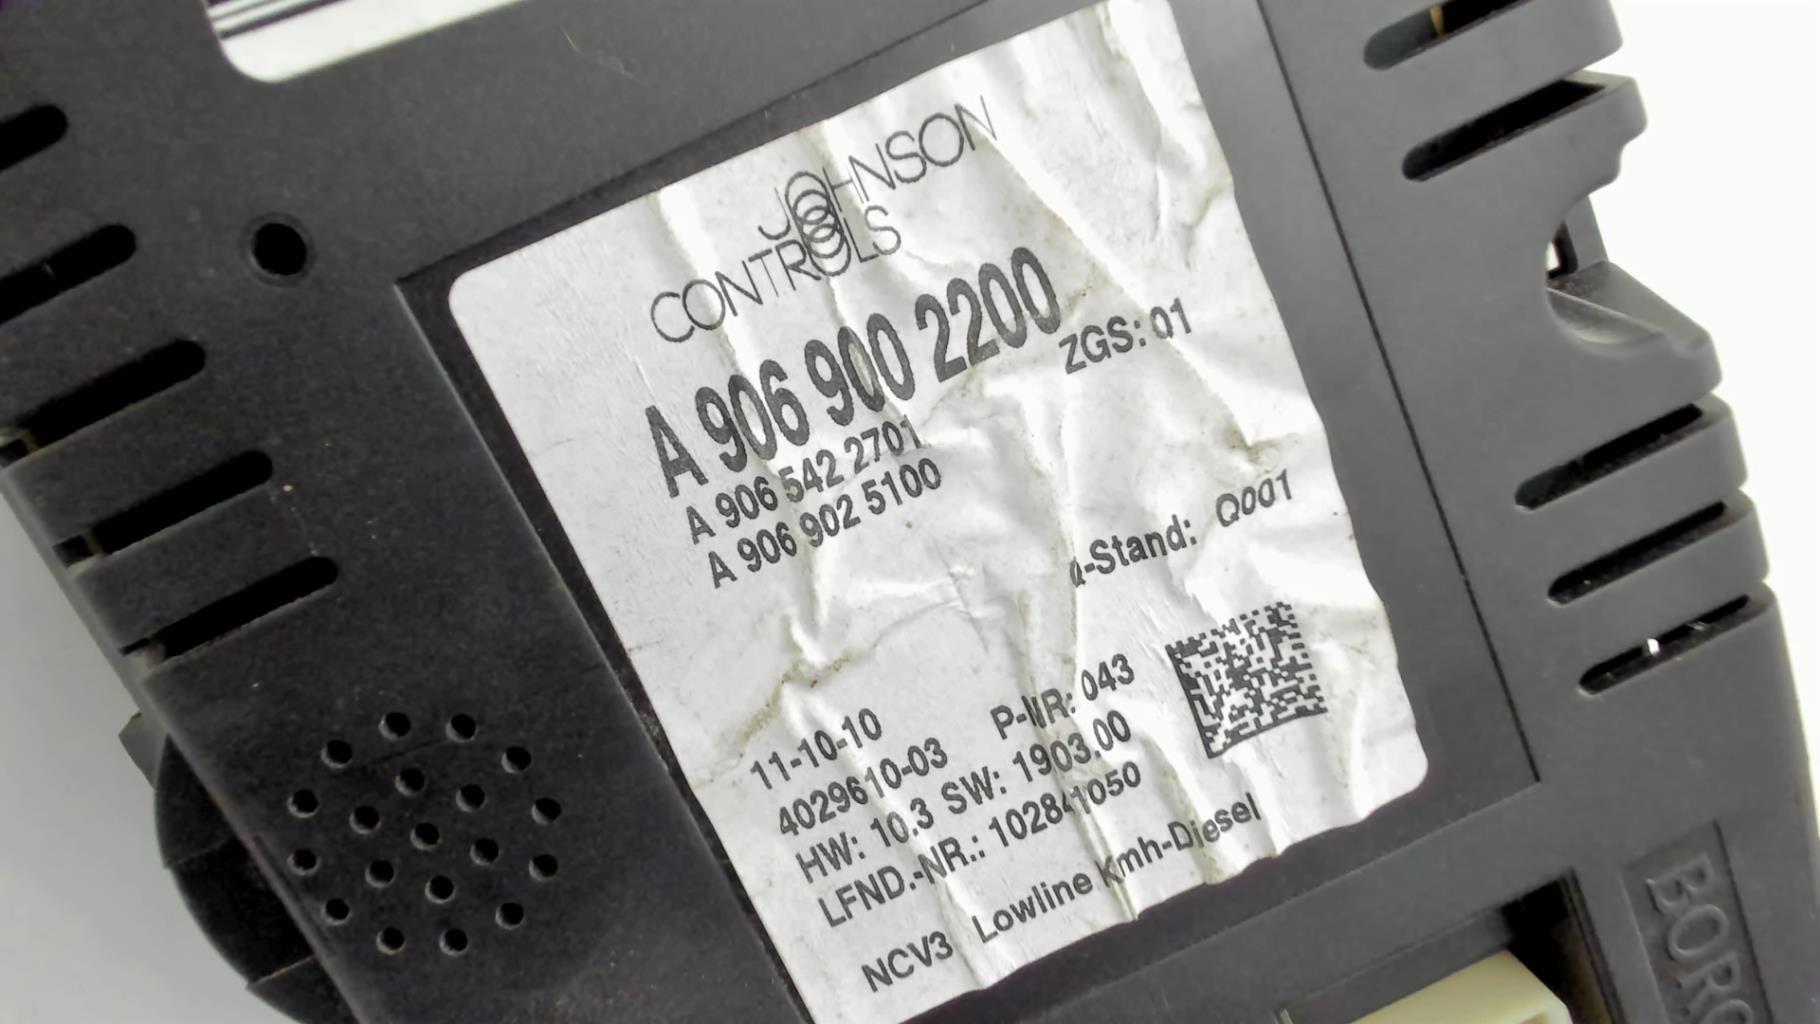 JOHNSON
CONTROLS
A 906 900 2200
ZGS: 01
A 906 542 2701
A 906 902 5100
α-Stand: Q001
11-10-10
4029610-03 P-NR: 043
HW: 10.3 SW: 1903.00
LFND.-NR.: 102841050
NCV3 Lowline Kmh-Diesel